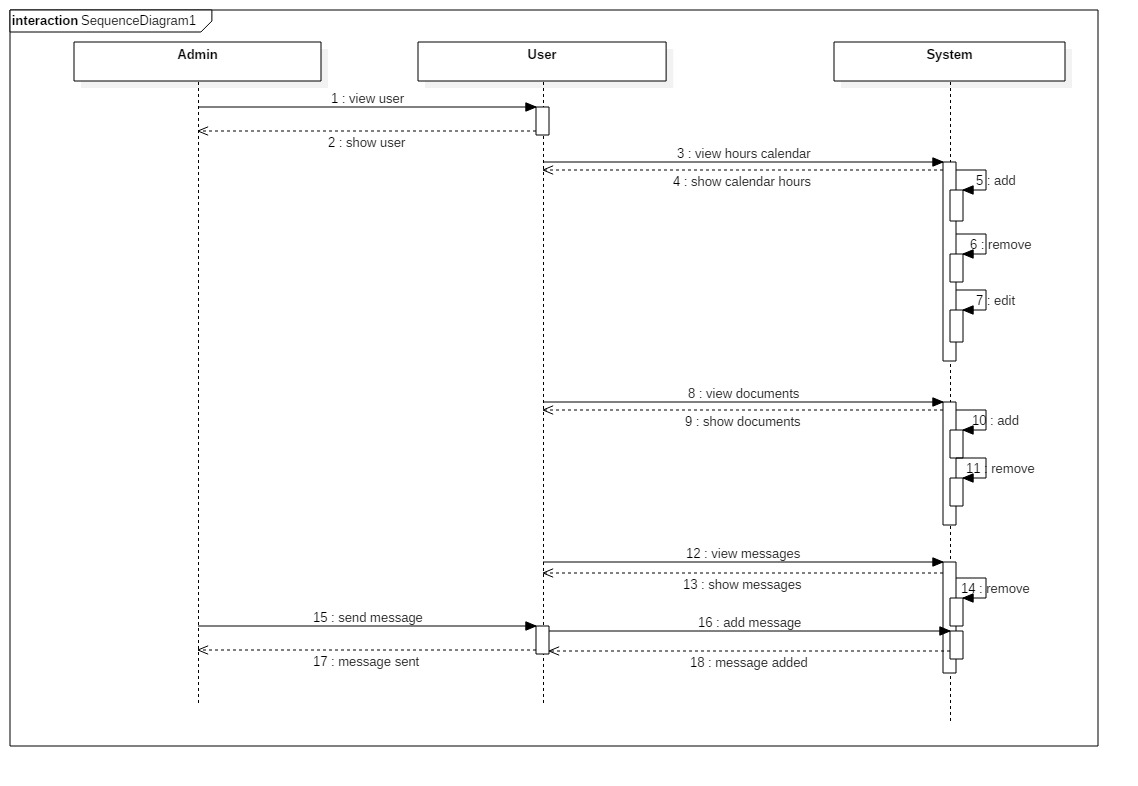 interaction SequenceDiagram1
Admin
User
System
1 : view user
2 : show user
3 : view hours calendar
4 : show calendar hours
5 : add
6 : remove
7 : edit
8 : view documents
9 : show documents
10 : add
11 : remove
12 : view messages
13 : show messages
14 : remove
15 : send message
16 : add message
17 : message sent
18 : message added